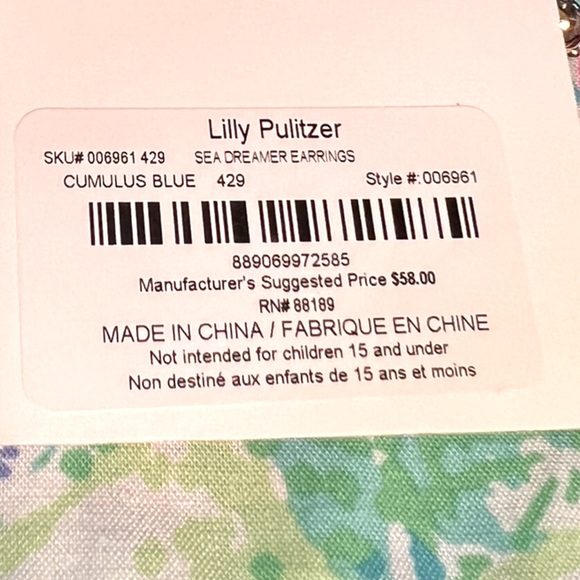 Lilly Pulitzer
SKU# 006961 429 SEA DREAMER EARRINGS
CUMULUS BLUE 429 Style #: 006961
889069972585
Manufacturer's Suggested Price $58.00
RN# 88189
MADE IN CHINA / FABRIQUE EN CHINE
Not intended for children 15 and under
Non destiné aux enfants de 15 ans et moins